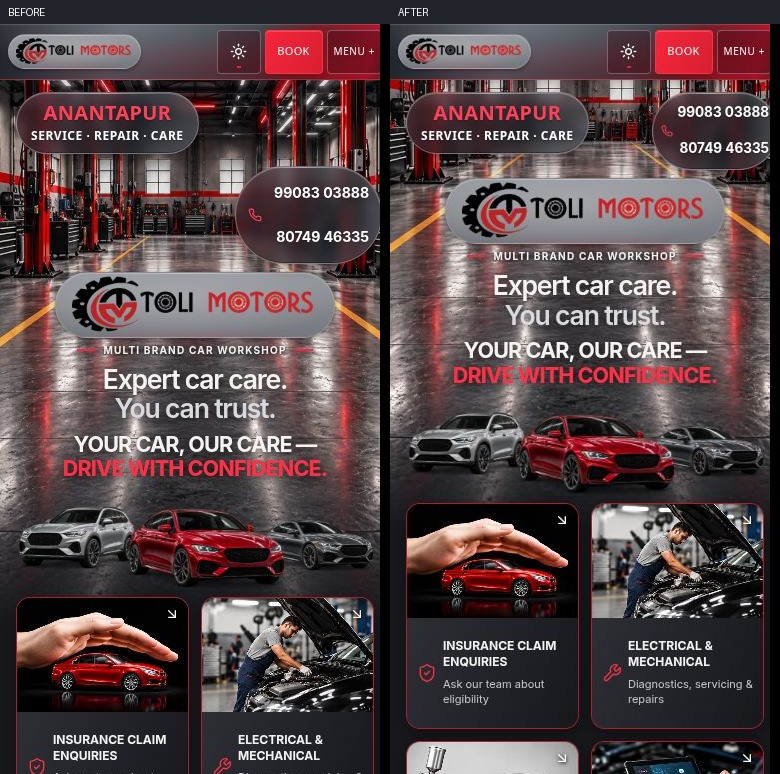 BEFORE
TOLI MOTORS
BOOK
MENU +
ANANTAPUR
SERVICE · REPAIR · CARE
99083 03888
80749 46335
TOLI MOTORS
MULTI BRAND CAR WORKSHOP
Expert car care.
You can trust.
YOUR CAR, OUR CARE —
DRIVE WITH CONFIDENCE.
INSURANCE CLAIM
ENQUIRIES
ELECTRICAL &
MECHANICAL
AFTER
TOLI MOTORS
BOOK
MENU +
ANANTAPUR
SERVICE · REPAIR · CARE
99083 03888
80749 46335
TOLI MOTORS
MULTI BRAND CAR WORKSHOP
Expert car care.
You can trust.
YOUR CAR, OUR CARE —
DRIVE WITH CONFIDENCE.
INSURANCE CLAIM
ENQUIRIES
Ask our team about
eligibility
ELECTRICAL &
MECHANICAL
Diagnostics, servicing &
repairs